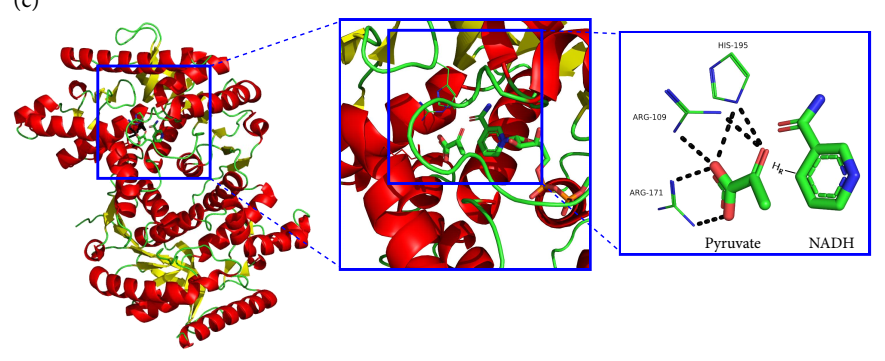 (c)
HIS-195
ARG-109
H_R
ARG-171
Pyruvate NADH